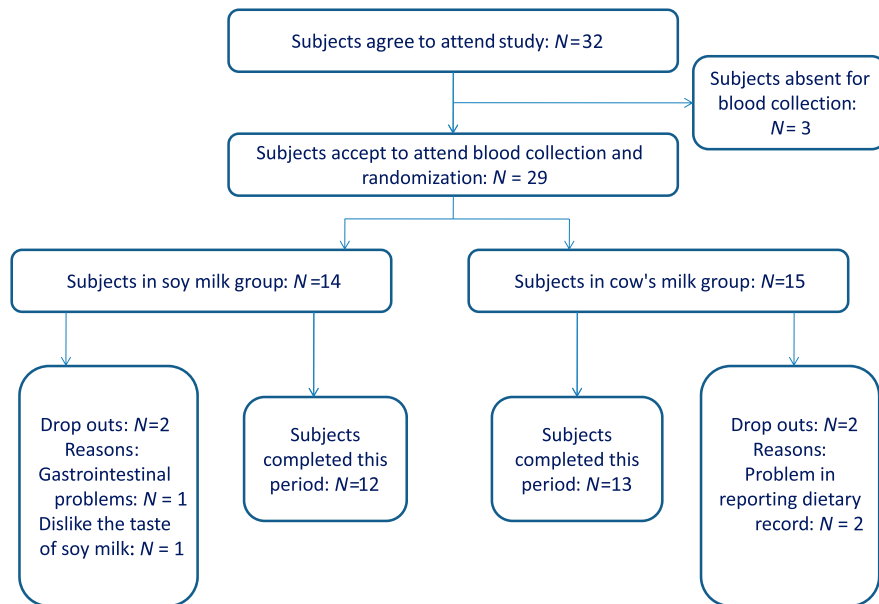 Subjects agree to attend study: N=32
Subjects absent for
blood collection:
N= 3
Subjects accept to attend blood collection and
randomization: N = 29
Subjects in soy milk group: N=14
Subjects in cow's milk group: N=15
Drop outs: N=2
Reasons:
Gastrointestinal
problems: N = 1
Dislike the taste
of soy milk: N = 1
Subjects
completed this
period: N=12
Subjects
completed this
period: N=13
Drop outs: N=2
Reasons:
Problem in
reporting dietary
record: N = 2